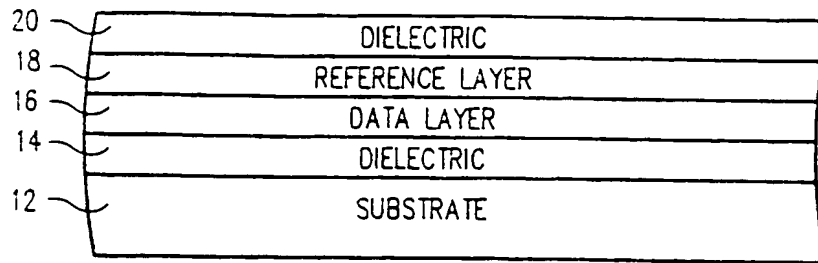 20 DIELECTRIC
18 REFERENCE LAYER
16 DATA LAYER
14 DIELECTRIC
12 SUBSTRATE